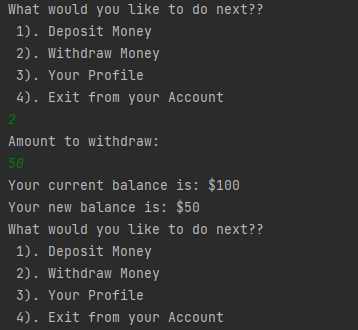 What would you like to do next??
1). Deposit Money
2). Withdraw Money
3). Your Profile
4). Exit from your Account
2
Amount to withdraw:
50
Your current balance is: $100
Your new balance is: $50
What would you like to do next??
1). Deposit Money
2). Withdraw Money
3). Your Profile
4). Exit from your Account